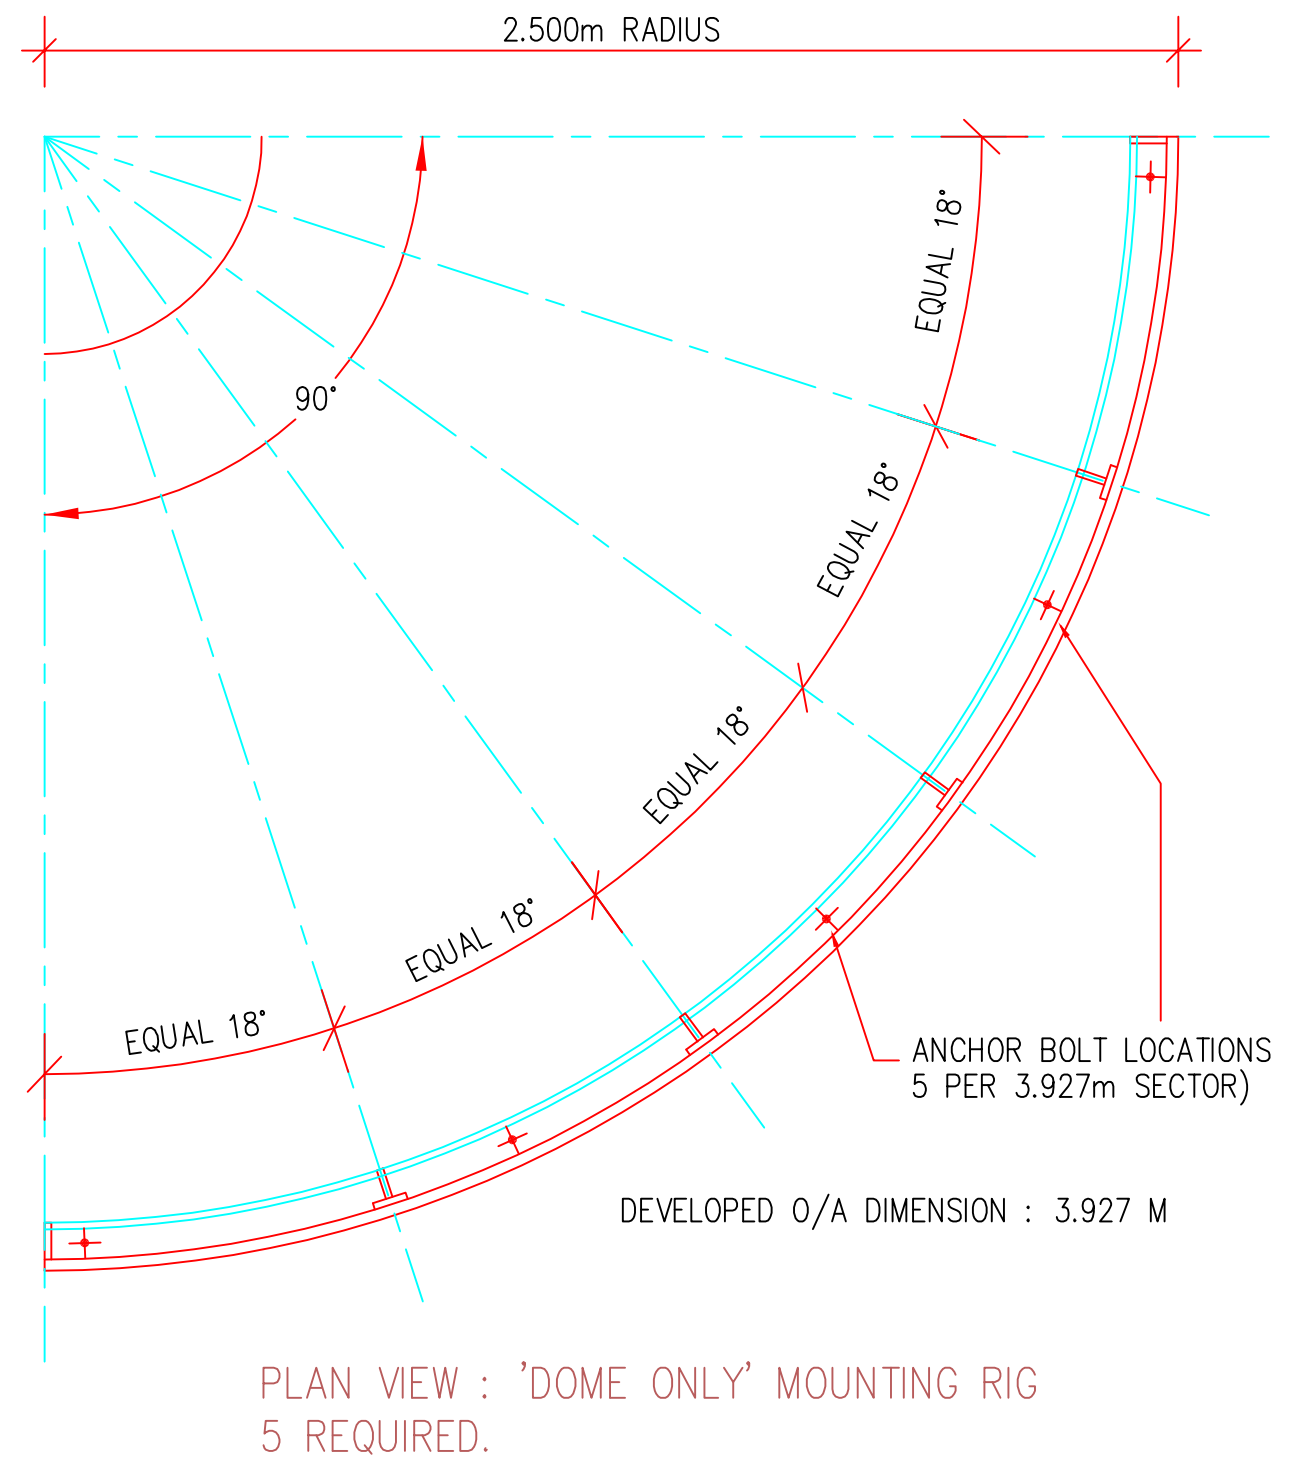 2.500m RADIUS
EQUAL 18°
90°
EQUAL 18°
EQUAL 18°
EQUAL 18°
EQUAL 18°
ANCHOR BOLT LOCATIONS
5 PER 3.927m SECTOR)
DEVELOPED O/A DIMENSION : 3.927 M
PLAN VIEW : 'DOME ONLY' MOUNTING RIG
5 REQUIRED.